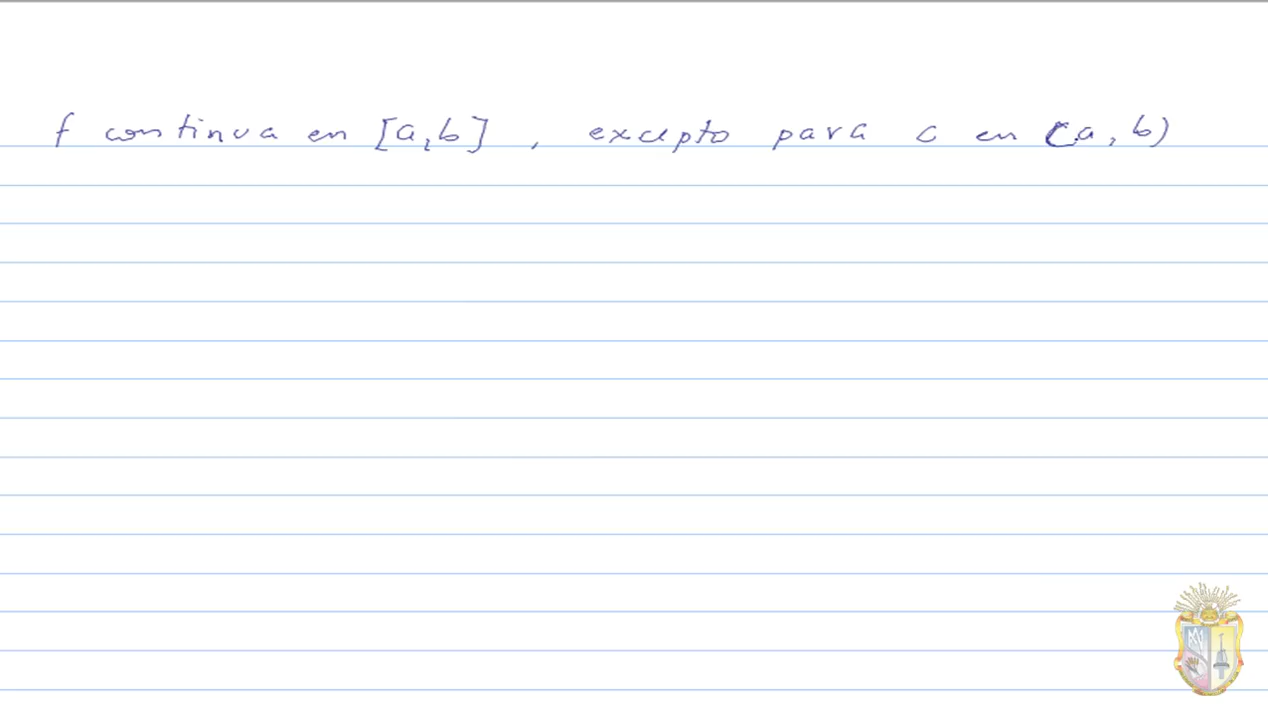 f continua en [a,b] , excepto para c en (a, b)